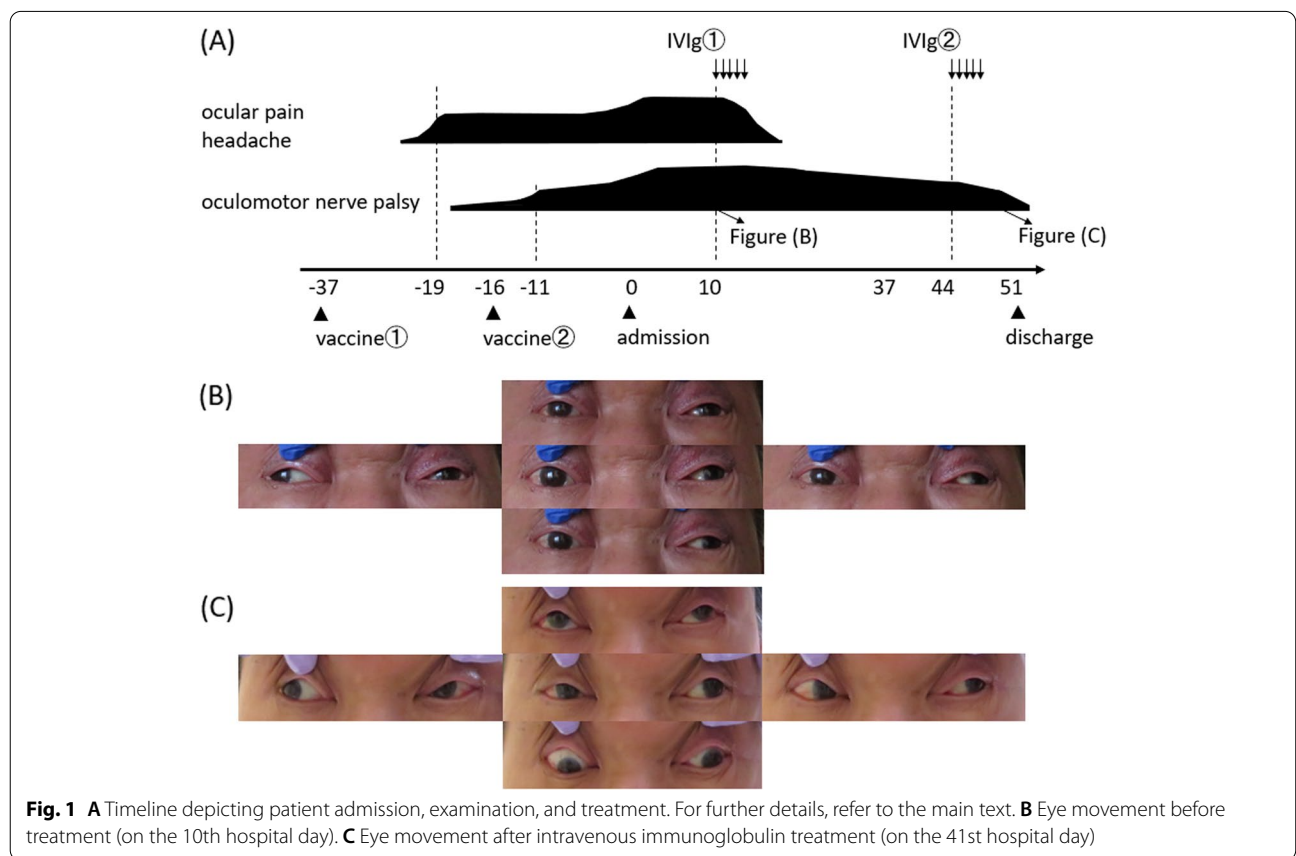 (A)
IVIg①
IVIg②
ocular pain
headache
oculomotor nerve palsy
Figure (B)
Figure (C)
-37 -19 -16 -11 0 10 37 44 51
vaccine① vaccine② admission discharge
(B)
(C)
Fig. 1 A Timeline depicting patient admission, examination, and treatment. For further details, refer to the main text. B Eye movement before
treatment (on the 10th hospital day). C Eye movement after intravenous immunoglobulin treatment (on the 41st hospital day)